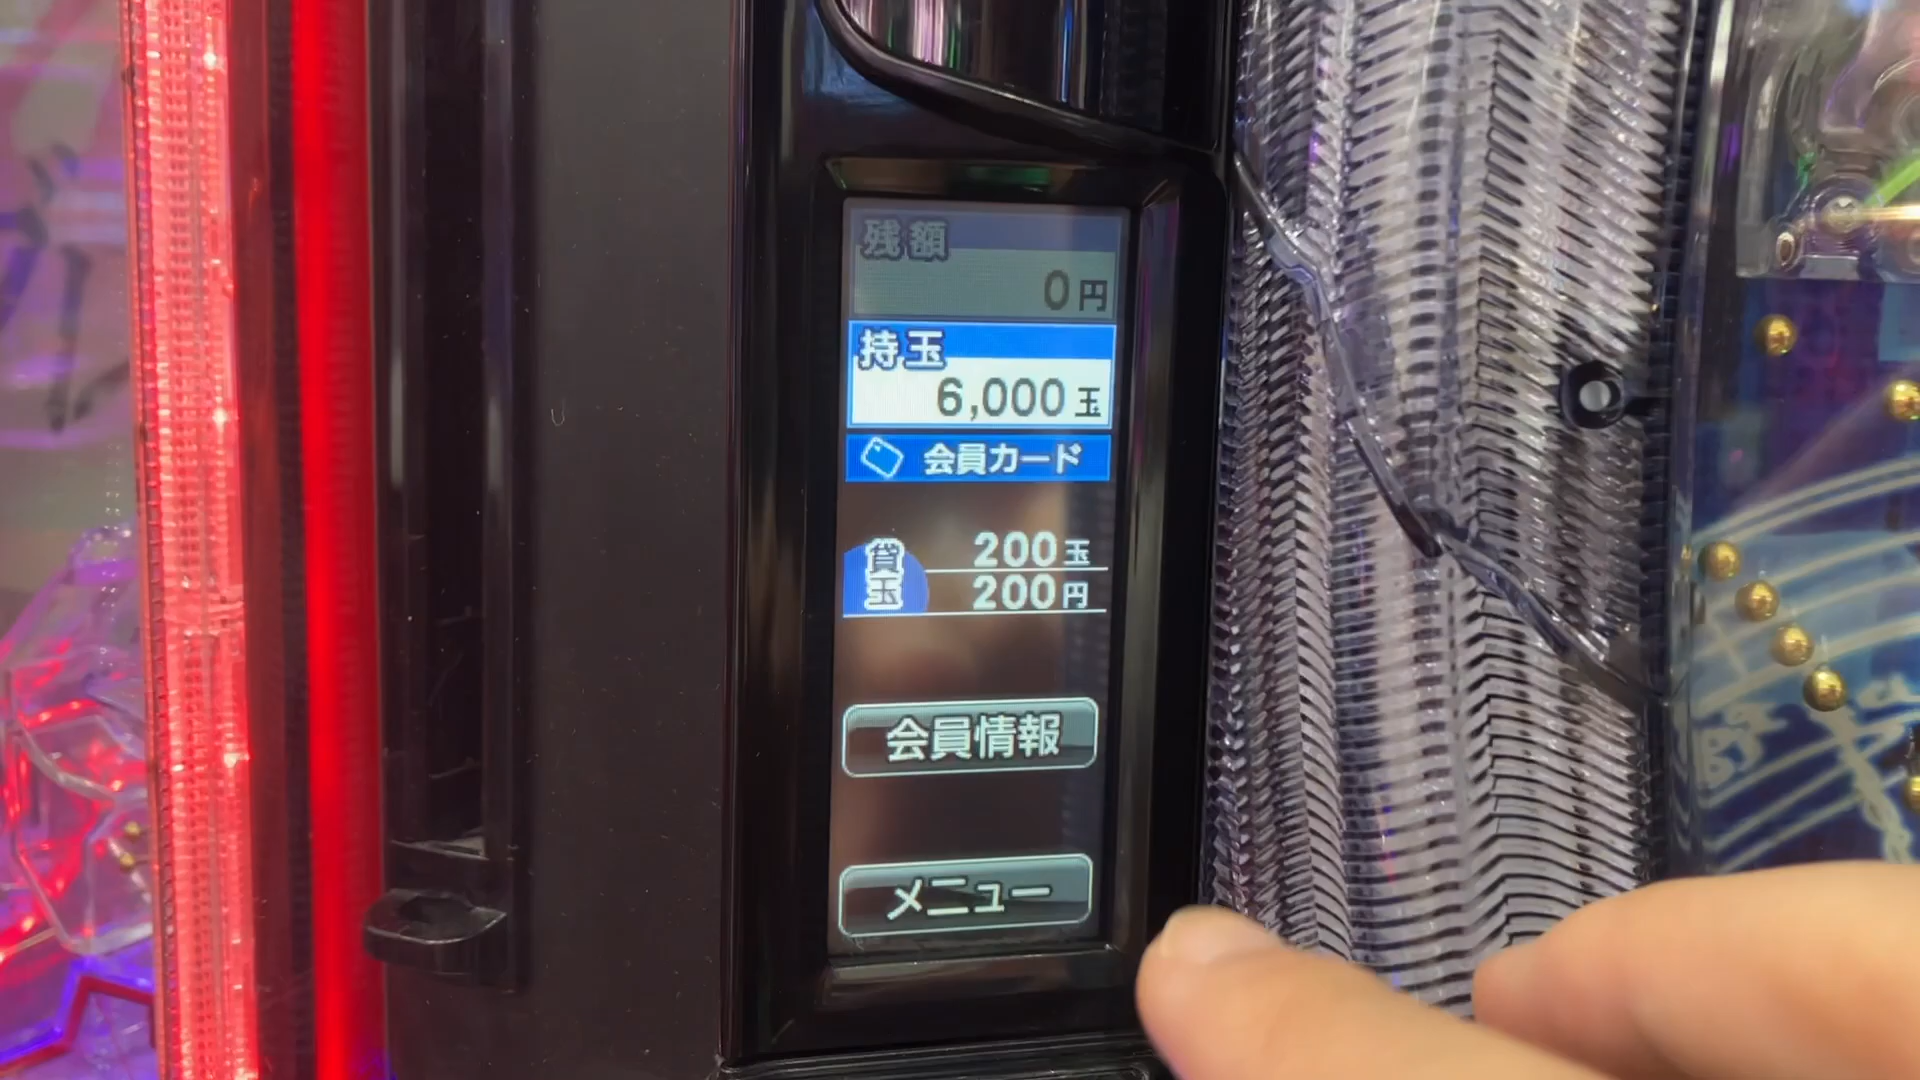 残額
0円
持玉
6,000玉
会員カード
貸玉
200玉
200円
会員情報
メニュー